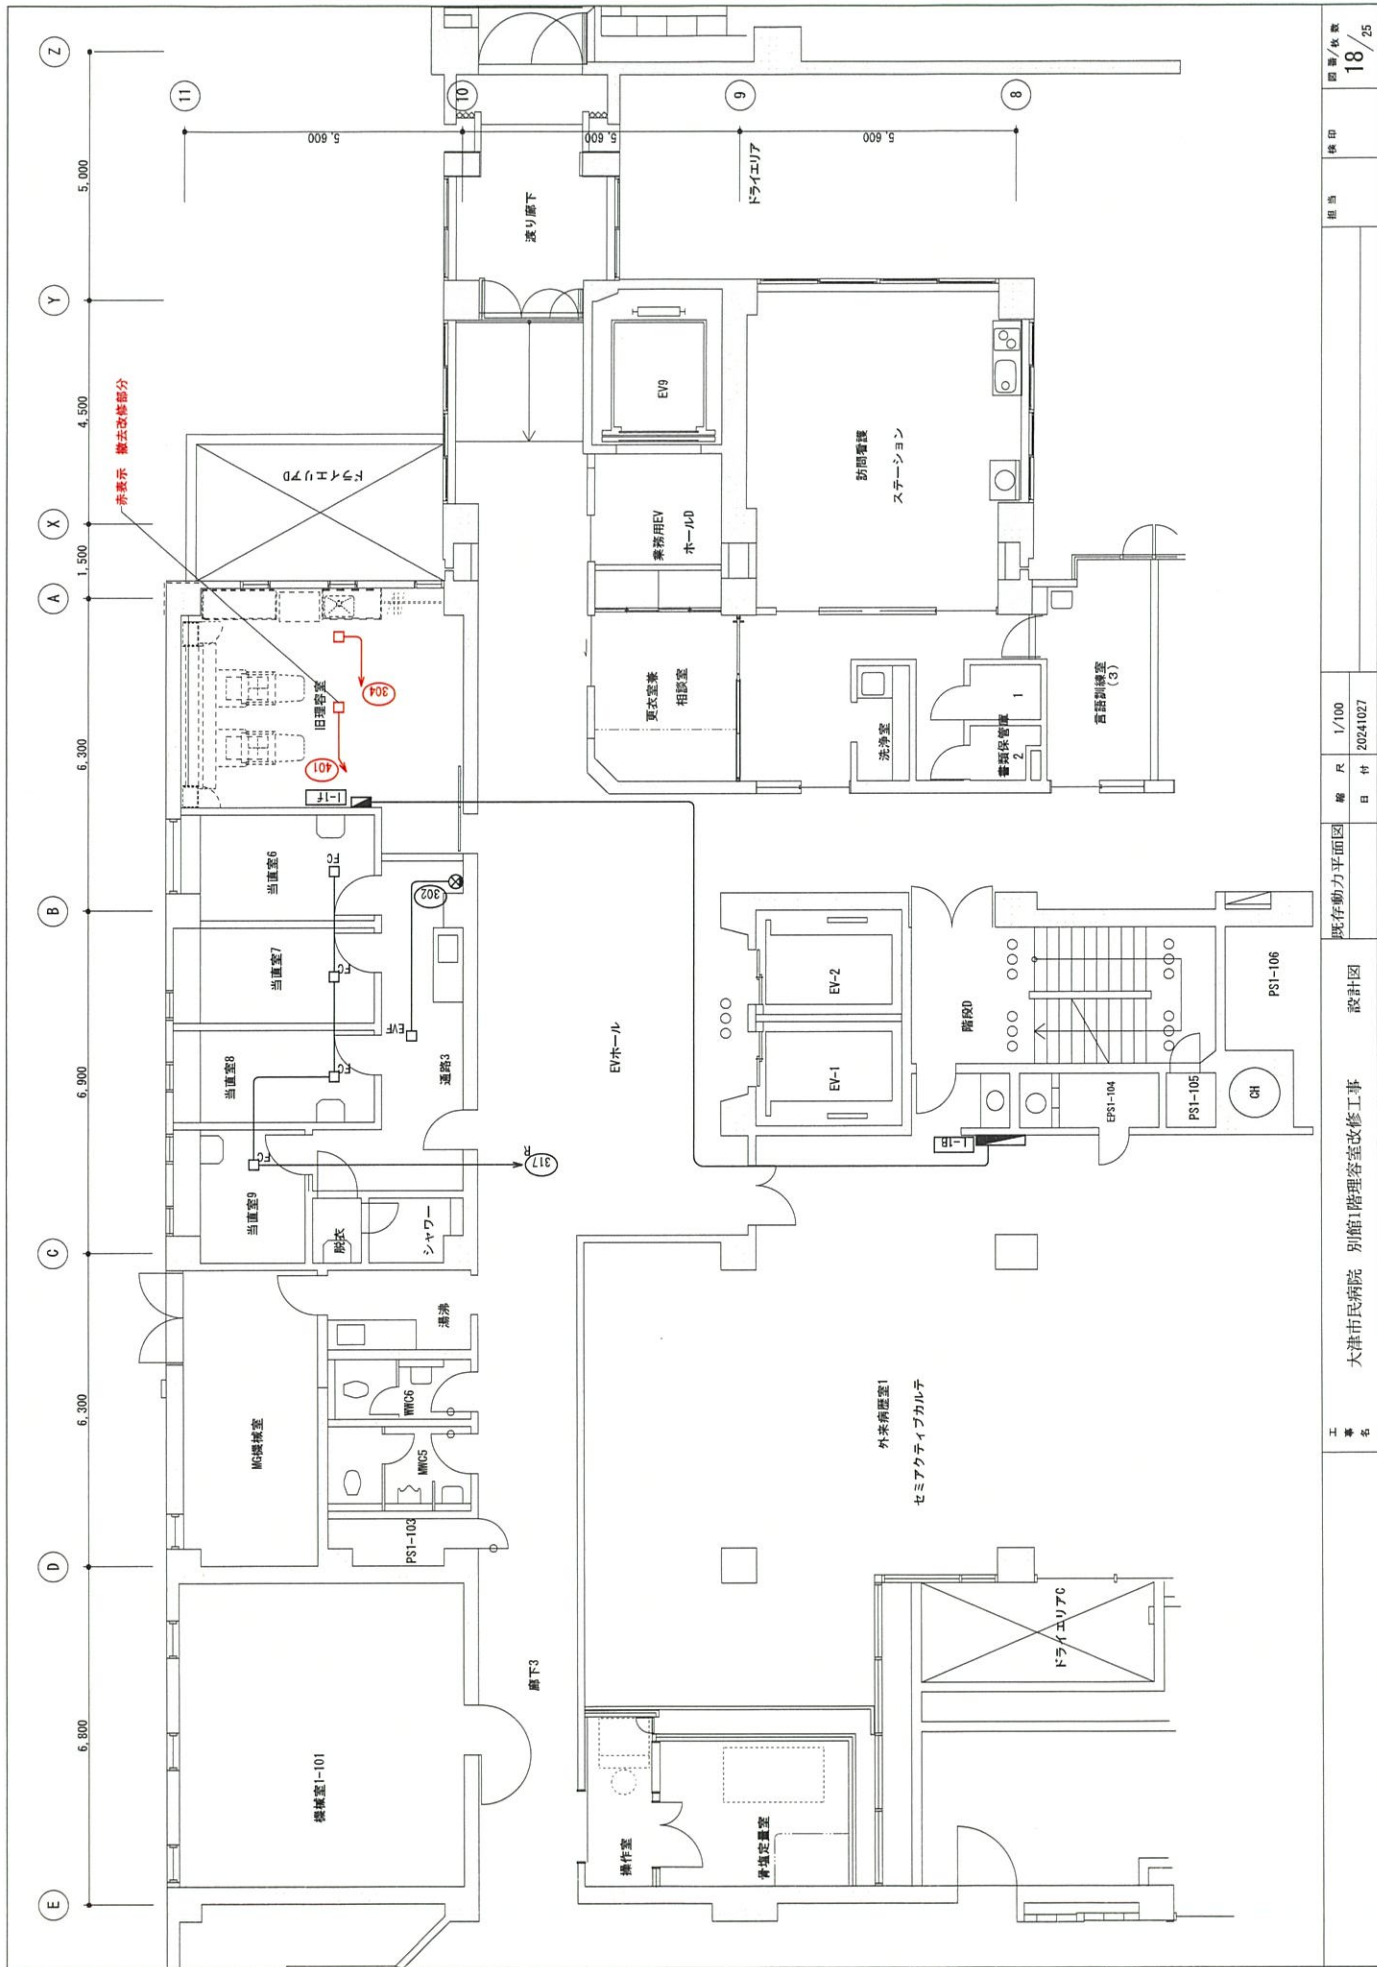 E
D
C
B
A
X
Y
Z
6,800
6,300
6,900
6,300
1,500
4,500
5,000
11
10
9
8
5,600
5,600
5,600
赤表示 撤去改修部分
機械室1-101
MG機械室
当直室9
当直室8
当直室7
当直室6
旧理容室
ドライエリアD
渡り廊下
ドライエリア
FC
FC
FC
FC
EVF
302
317
R
401
304
PS1-103
MWC5
WWC6
湯沸
脱衣
シャワー
通路3
廊下3
EVホール
更衣室兼
相談室
業務用EV
ホールD
EV9
訪問看護
ステーション
洗浄室
書類保管庫
2
1
言語訓練室
(3)
EV-1
EV-2
階段D
EPS1-104
PS1-105
PS1-106
CH
外来病歴室1
セミアクティブカルテ
ドライエリアC
操作室
骨塩定量室
工事名
大津市民病院 別館1階理容室改修工事 設計図
既存動力平面図
縮尺
1/100
日付
20241027
担当
検印
図番/枚数
18/25